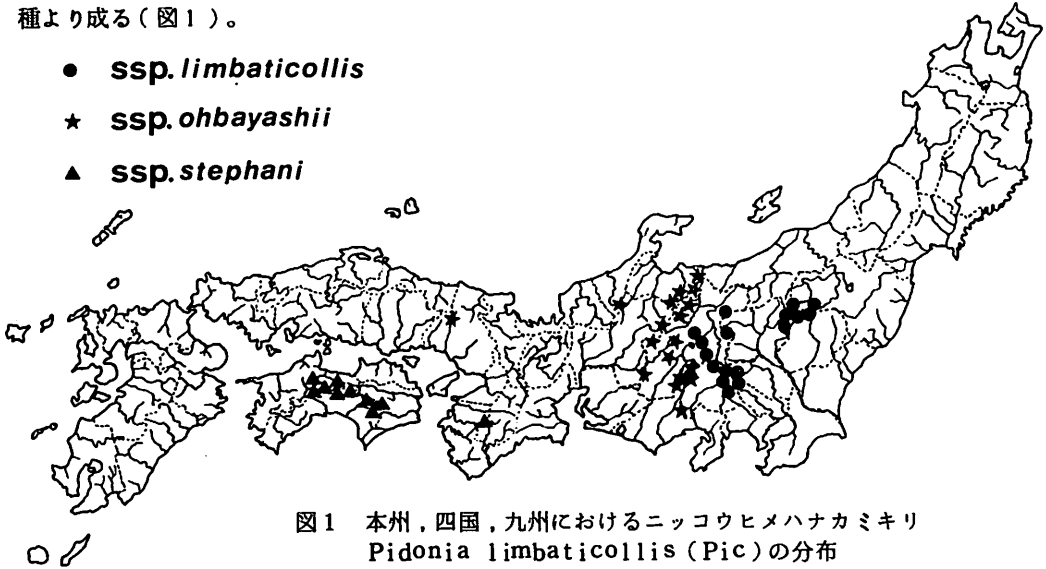 種より成る(図1)。
● ssp. limbaticollis
★ ssp. ohbayashii
▲ ssp. stephani
図1 本州,四国,九州におけるニッコウヒメハナカミキリ
Pidonia limbaticollis (Pic)の分布